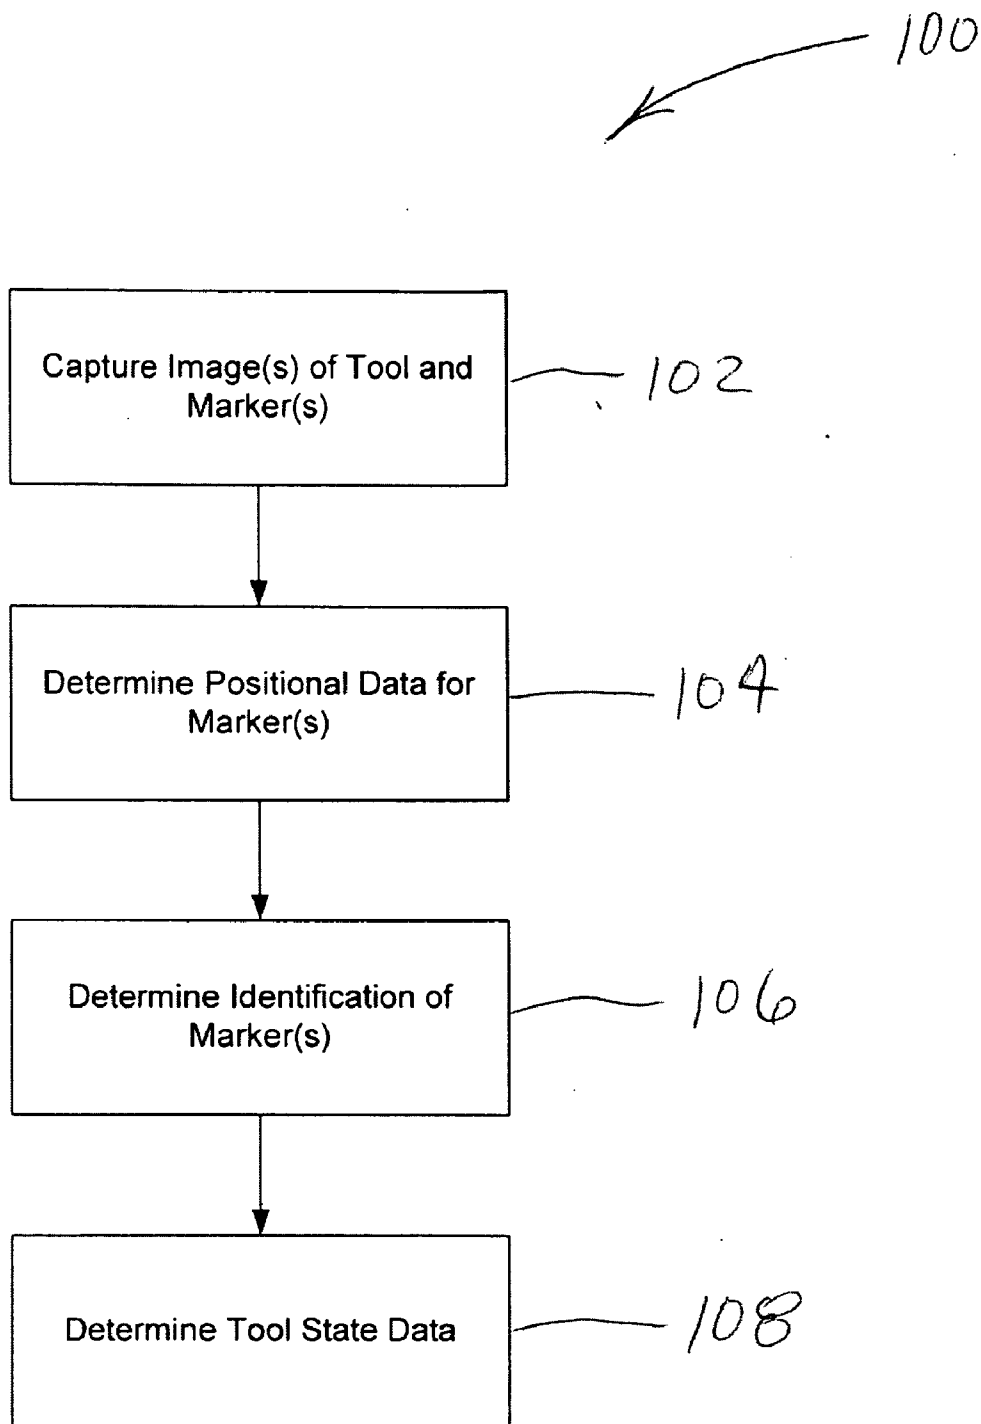 100
Capture Image(s) of Tool and
Marker(s)
102
Determine Positional Data for
Marker(s)
104
Determine Identification of
Marker(s)
106
Determine Tool State Data
108